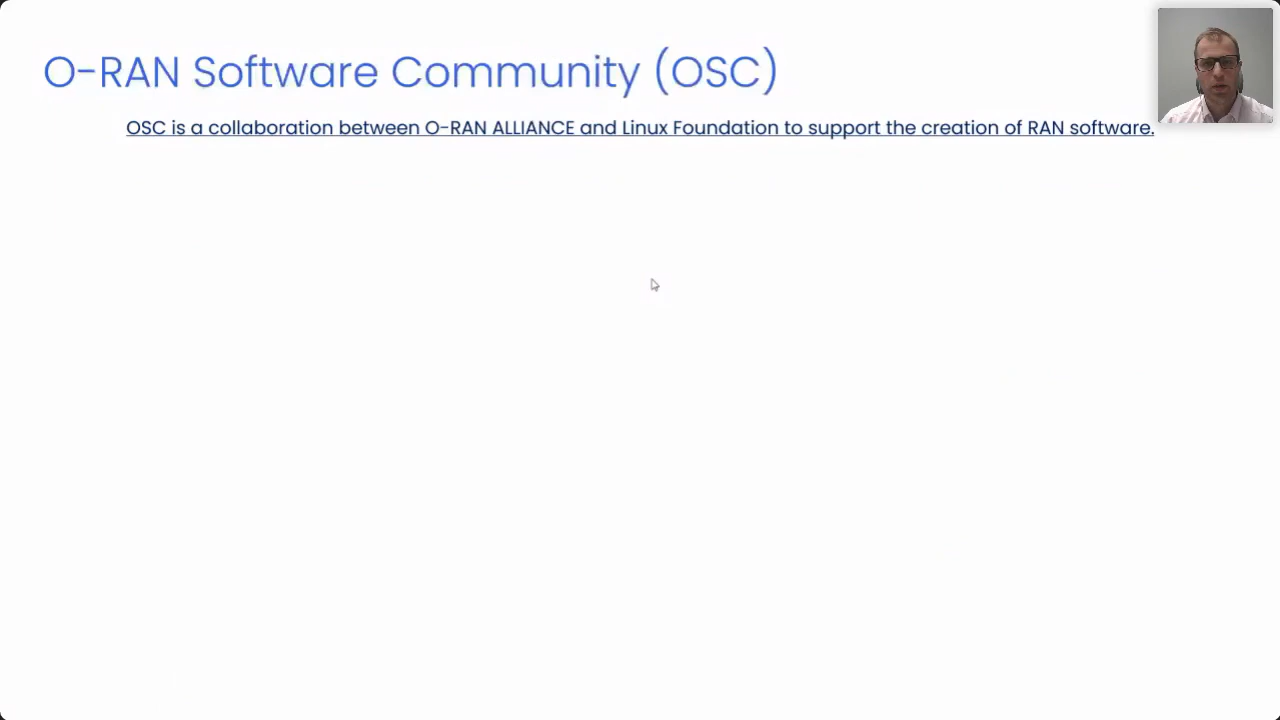 O-RAN Software Community (OSC)
OSC is a collaboration between O-RAN ALLIANCE and Linux Foundation to support the creation of RAN software.